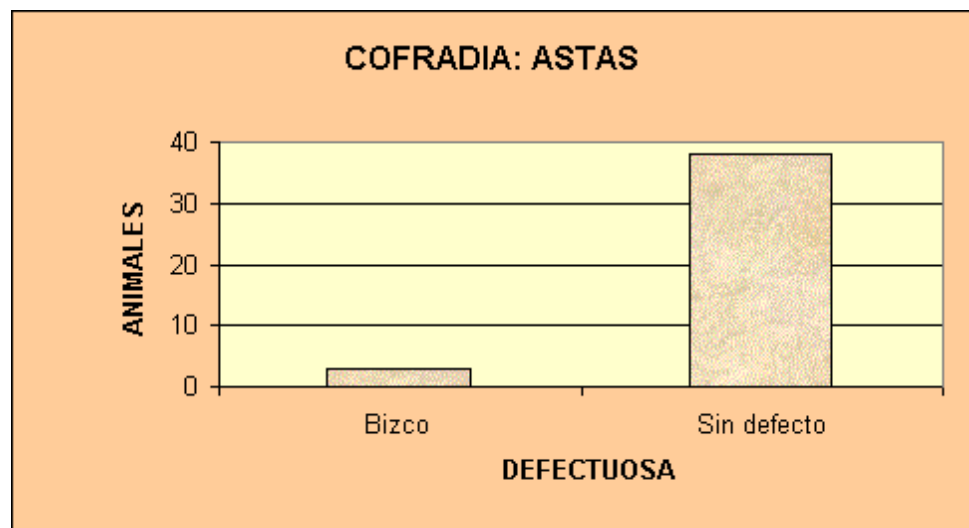 COFRADIA: ASTAS
40
30
20
10
0
ANIMALES
Bizco
Sin defecto
DEFECTUOSA